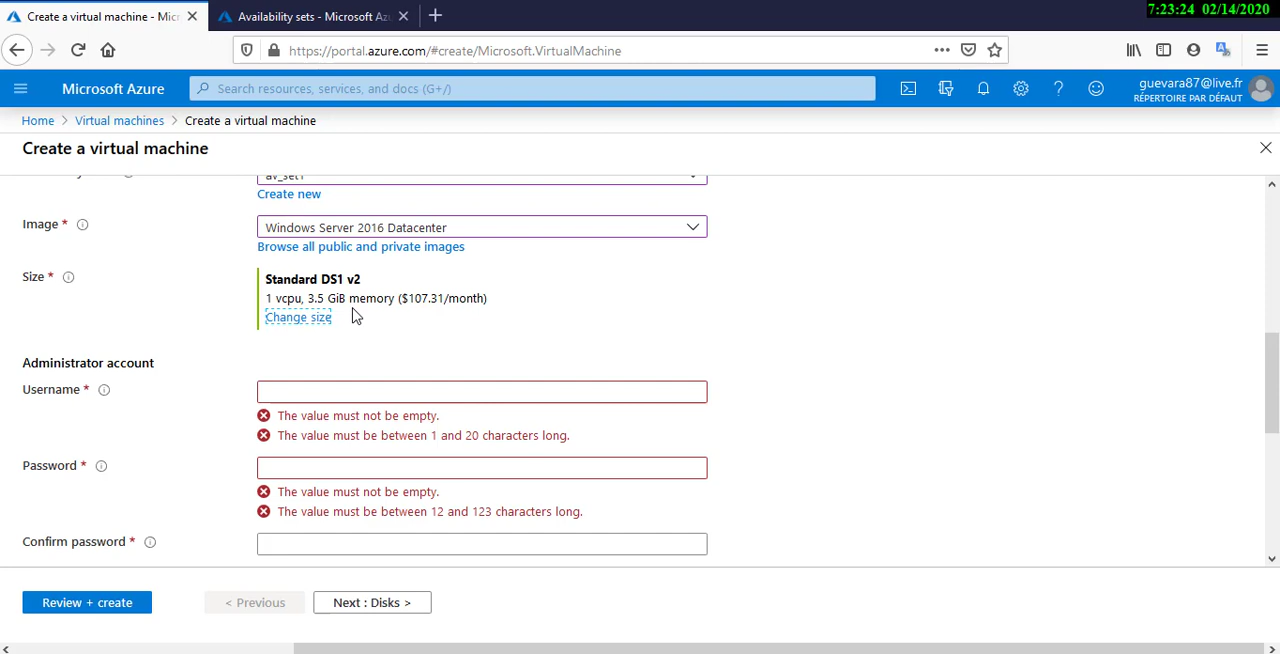 Create a virtual machine - Mic
Availability sets - Microsoft Az
7:23:24 02/14/2020
https://portal.azure.com/#create/Microsoft.VirtualMachine
Microsoft Azure
Search resources, services, and docs (G+/)
guevara87@live.fr
RÉPERTOIRE PAR DÉFAUT
Home > Virtual machines > Create a virtual machine
Create a virtual machine
av_set1
Create new
Image *
Windows Server 2016 Datacenter
Browse all public and private images
Size *
Standard DS1 v2
1 vcpu, 3.5 GiB memory ($107.31/month)
Change size
Administrator account
Username *
The value must not be empty.
The value must be between 1 and 20 characters long.
Password *
The value must not be empty.
The value must be between 12 and 123 characters long.
Confirm password *
Review + create
< Previous
Next : Disks >